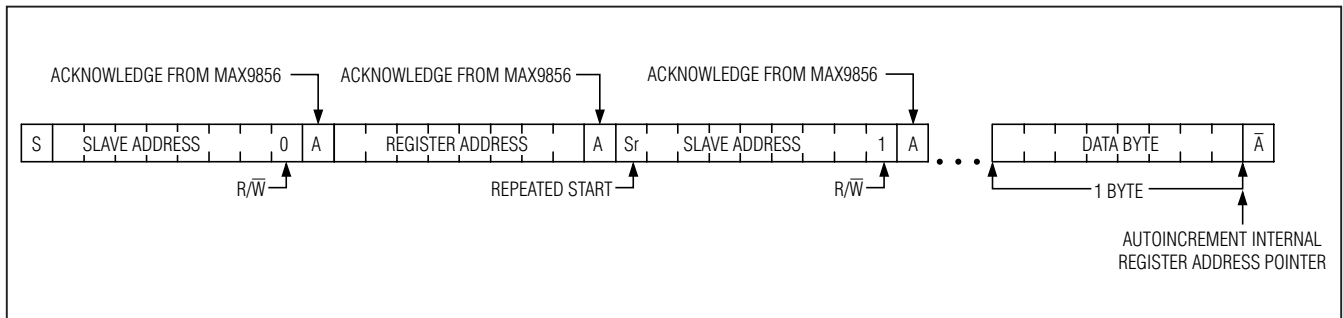 ACKNOWLEDGE FROM MAX9856 ACKNOWLEDGE FROM MAX9856 ACKNOWLEDGE FROM MAX9856
S SLAVE ADDRESS 0 A REGISTER ADDRESS A Sr SLAVE ADDRESS 1 A • • • DATA BYTE A̅
R/W̅ REPEATED START R/W̅ 1 BYTE
AUTOINCREMENT INTERNAL
REGISTER ADDRESS POINTER